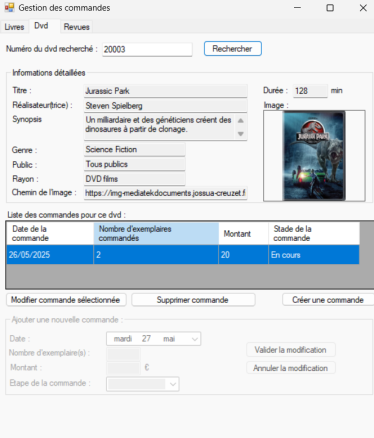 Gestion des commandes
Livres Dvd Revues
Numéro du dvd recherché : 20003 Rechercher
Informations détaillées
Titre : Jurassic Park Durée : 128 min
Réalisateur(trice) : Steven Spielberg Image :
Synopsis Un milliardaire et des généticiens créent des
dinosaures à partir de clonage.
JURASSIC PARK
Genre : Science Fiction
Public : Tous publics
Rayon : DVD films
Chemin de l'image : https://img-mediatekdocuments.jossua-creuzet.f
Liste des commandes pour ce dvd :
Date de la commande Nombre d'exemplaires commandés Montant Stade de la commande
26/05/2025 2 20 En cours
Modifier commande sélectionnée Supprimer commande Créer une commande
Ajouter une nouvelle commande :
Date : mardi 27 mai
Nombre d'exemplaire(s) : Valider la modification
Montant : € Annuler la modification
Etape de la commande :